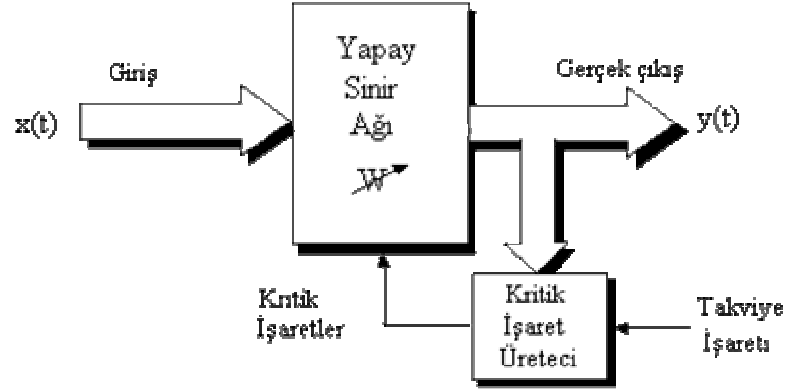 Giriş
x(t)
Yapay
Sinir
Ağı
W
Gerçek çıkış
y(t)
Kritik
İşaretler
Kritik
İşaret
Üreteci
Takviye
İşareti